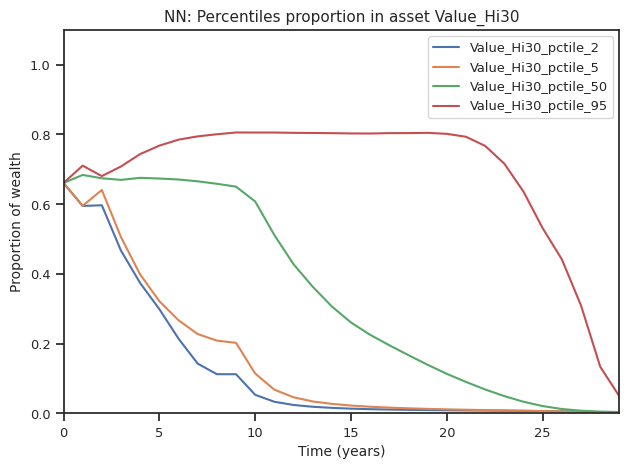 NN: Percentiles proportion in asset Value_Hi30
Value_Hi30_pctile_2
Value_Hi30_pctile_5
Value_Hi30_pctile_50
Value_Hi30_pctile_95
Proportion of wealth
1.0
0.8
0.6
0.4
0.2
0.0
0 5 10 15 20 25
Time (years)